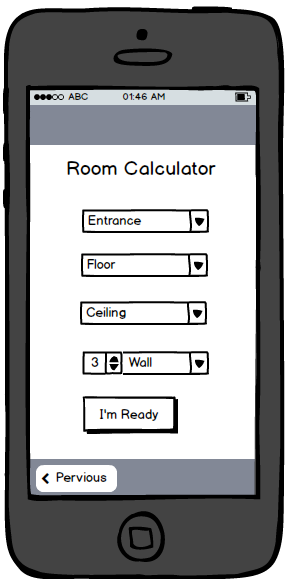 ABC 01:46 AM
Room Calculator
Entrance
Floor
Ceiling
3 Wall
I'm Ready
Pervious